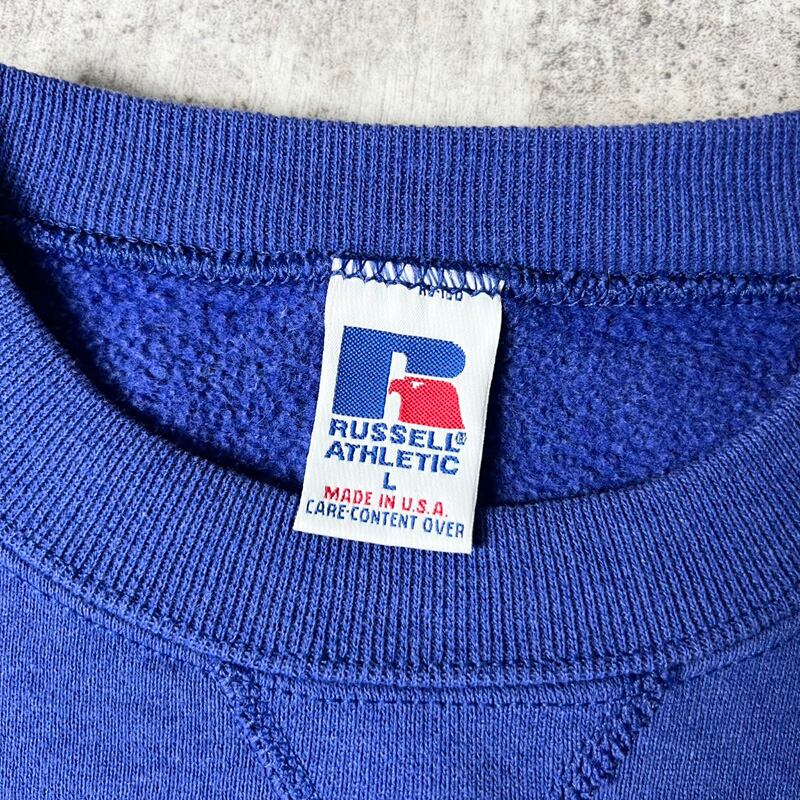 R
RUSSELL®
ATHLETIC
L
MADE IN U.S.A.
CARE-CONTENT OVER